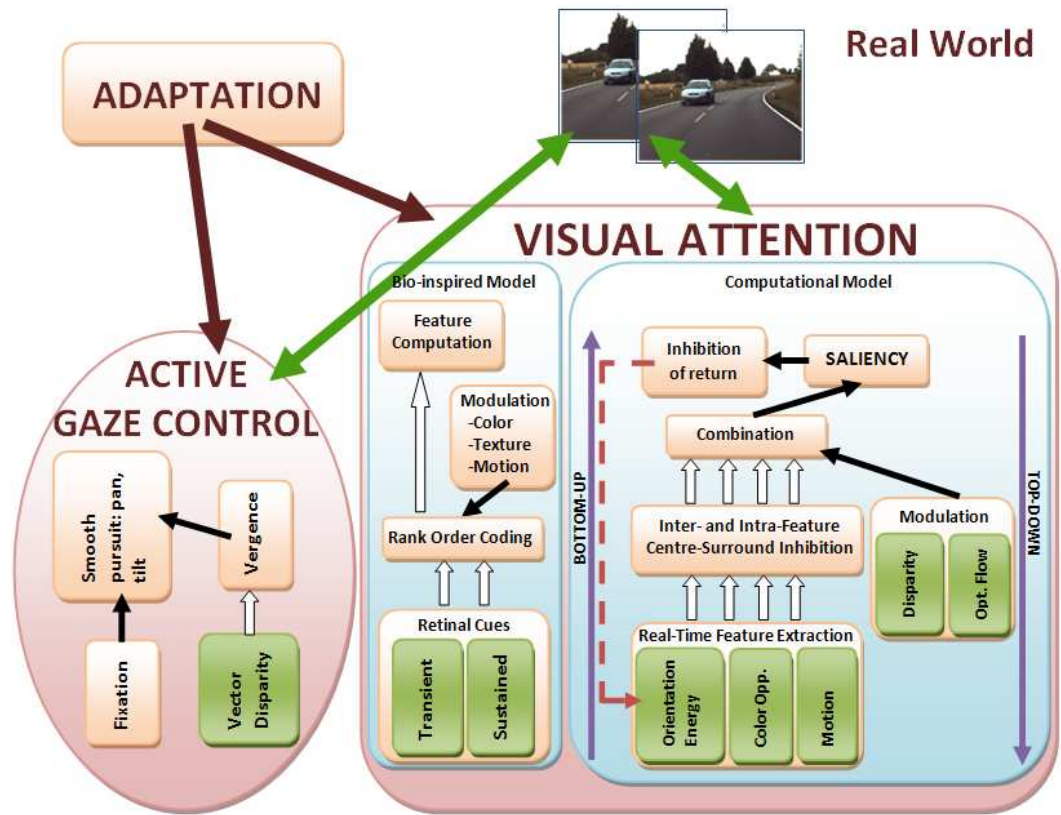 Real World
ADAPTATION
VISUAL ATTENTION
Bio-inspired Model
Feature
Computation
Modulation
-Color
-Texture
-Motion
Rank Order Coding
Retinal Cues
Transient
Sustained
Computational Model
BOTTOM-UP
TOP-DOWN
Inhibition
of return
SALIENCY
Combination
Inter- and Intra-Feature
Centre-Surround Inhibition
Modulation
Disparity
Opt. Flow
Real-Time Feature Extraction
Orientation
Energy
Color Opp.
Motion
ACTIVE
GAZE CONTROL
Smooth
pursuit: pan,
tilt
Vergence
Fixation
Vector
Disparity